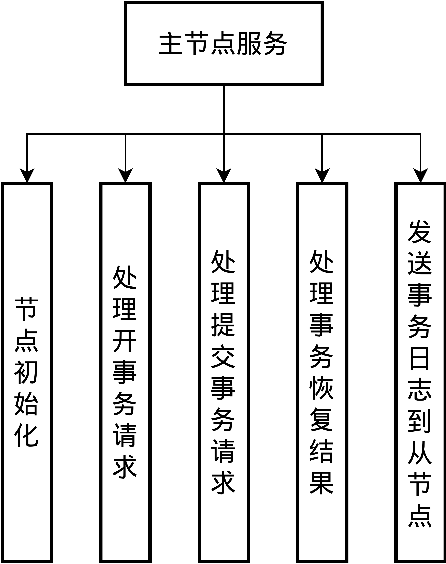 主节点服务
节点初始化
处理开事务请求
处理提交事务请求
处理事务恢复结果
发送事务日志到从节点